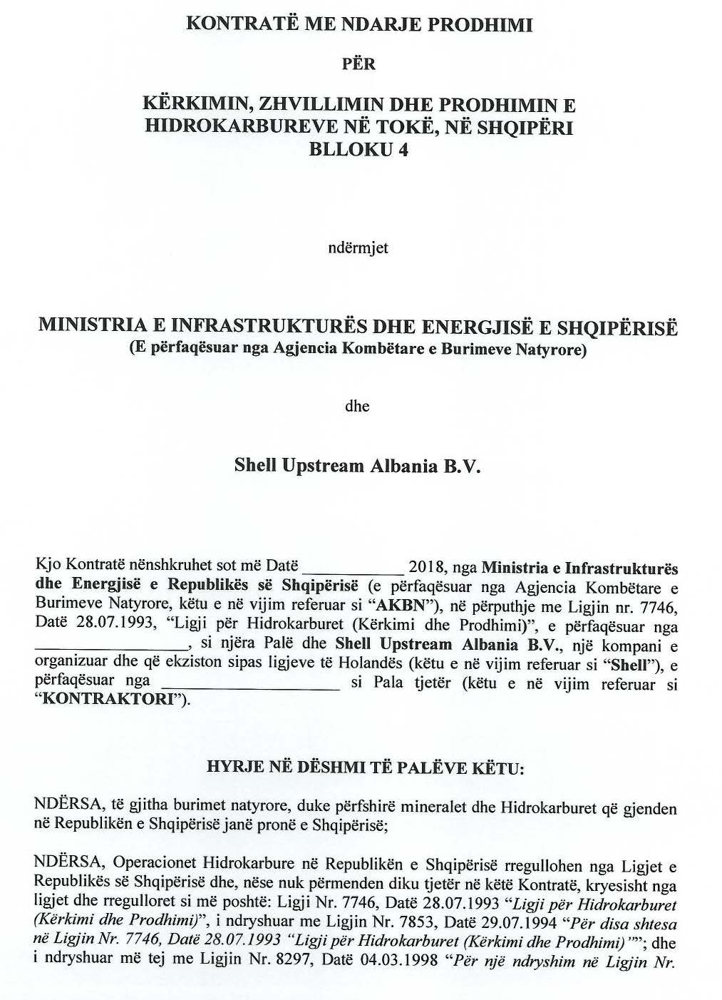 KONTRATË ME NDARJE PRODHIMI
PËR
KËRKIMIN, ZHVILLIMIN DHE PRODHIMIN E
HIDROKARBUREVE NË TOKË, NË SHQIPËRI
BLLOKU 4
ndërmjet
MINISTRIA E INFRASTRUKTURËS DHE ENERGJISË E SHQIPËRISË
(E përfaqësuar nga Agjencia Kombëtare e Burimeve Natyrore)
dhe
Shell Upstream Albania B.V.
Kjo Kontratë nënshkruhet sot më Datë ____________ 2018, nga Ministria e Infrastrukturës
dhe Energjisë e Republikës së Shqipërisë (e përfaqësuar nga Agjencia Kombëtare e
Burimeve Natyrore, këtu e në vijim referuar si “AKBN”), në përputhje me Ligjin nr. 7746,
Datë 28.07.1993, “Ligji për Hidrokarburet (Kërkimi dhe Prodhimi)”, e përfaqësuar nga
__________________, si njëra Palë dhe Shell Upstream Albania B.V., një kompani e
organizuar dhe që ekziston sipas ligjeve të Holandës (këtu e në vijim referuar si “Shell”), e
përfaqësuar nga _____________________ si Pala tjetër (këtu e në vijim referuar si
“KONTRAKTORI”).
HYRJE NË DËSHMI TË PALËVE KËTU:
NDËRSA, të gjitha burimet natyrore, duke përfshirë mineralet dhe Hidrokarburet që gjenden
në Republikën e Shqipërisë janë pronë e Shqipërisë;
NDËRSA, Operacionet Hidrokarbure në Republikën e Shqipërisë rregullohen nga Ligjet e
Republikës së Shqipërisë dhe, nëse nuk përmenden diku tjetër në këtë Kontratë, kryesisht nga
ligjet dhe rregulloret si më poshtë: Ligji Nr. 7746, Datë 28.07.1993 “Ligji për Hidrokarburet
(Kërkimi dhe Prodhimi)”, i ndryshuar me Ligjin Nr. 7853, Datë 29.07.1994 “Për disa shtesa
në Ligjin Nr. 7746, Datë 28.07.1993 “Ligji për Hidrokarburet (Kërkimi dhe Prodhimi)””; dhe
i ndryshuar më tej me Ligjin Nr. 8297, Datë 04.03.1998 “Për një ndryshim në Ligjin Nr.